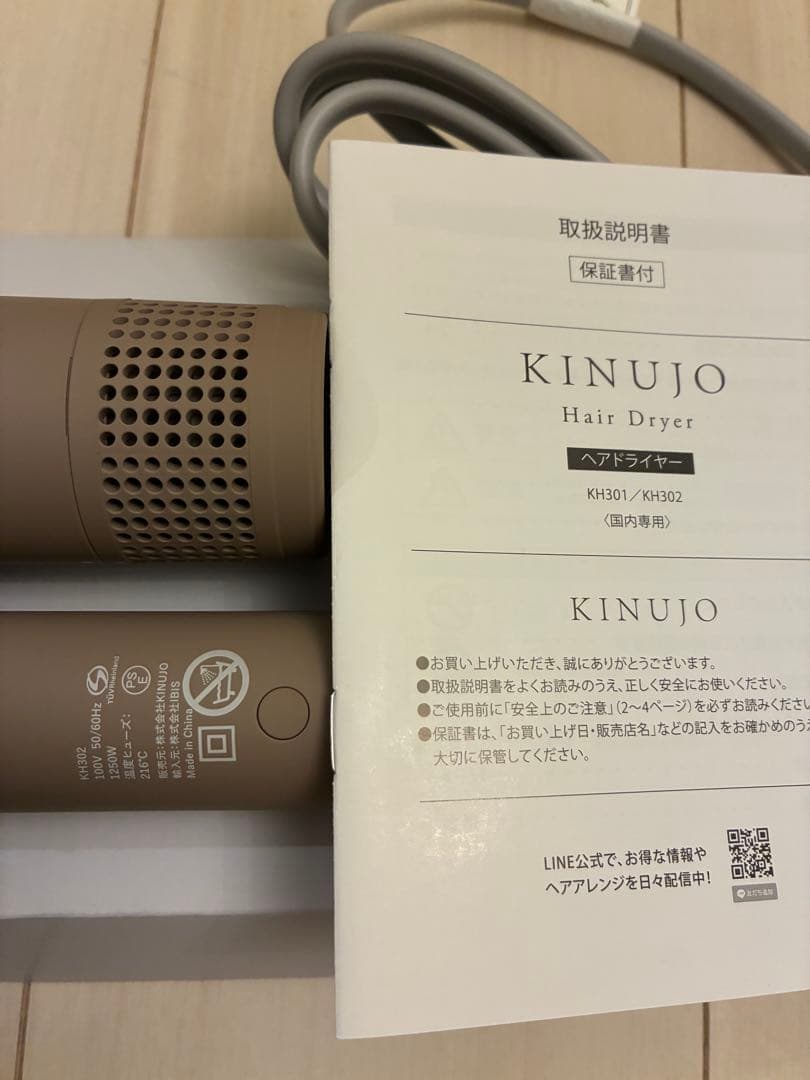 取扱説明書
保証書付
KINUJO
Hair Dryer
ヘアドライヤー
KH301／KH302
〈国内専用〉
KINUJO
●お買い上げいただき、誠にありがとうございます。
●取扱説明書をよくお読みのうえ、正しく安全にお使いください。
●ご使用前に「安全上のご注意」（2〜4ページ）を必ずお読みくださ
●保証書は、「お買い上げ日・販売店名」などの記入をお確かめのう
大切に保管してください。
LINE公式で、お得な情報や
ヘアアレンジを日々配信中！
友だち追加
KH302
100V 50/60Hz
1250W
温度ヒューズ：
216℃
販売元：株式会社KINUJO
輸入元：株式会社IBIS
Made in China
TÜVRheinland
PS
E